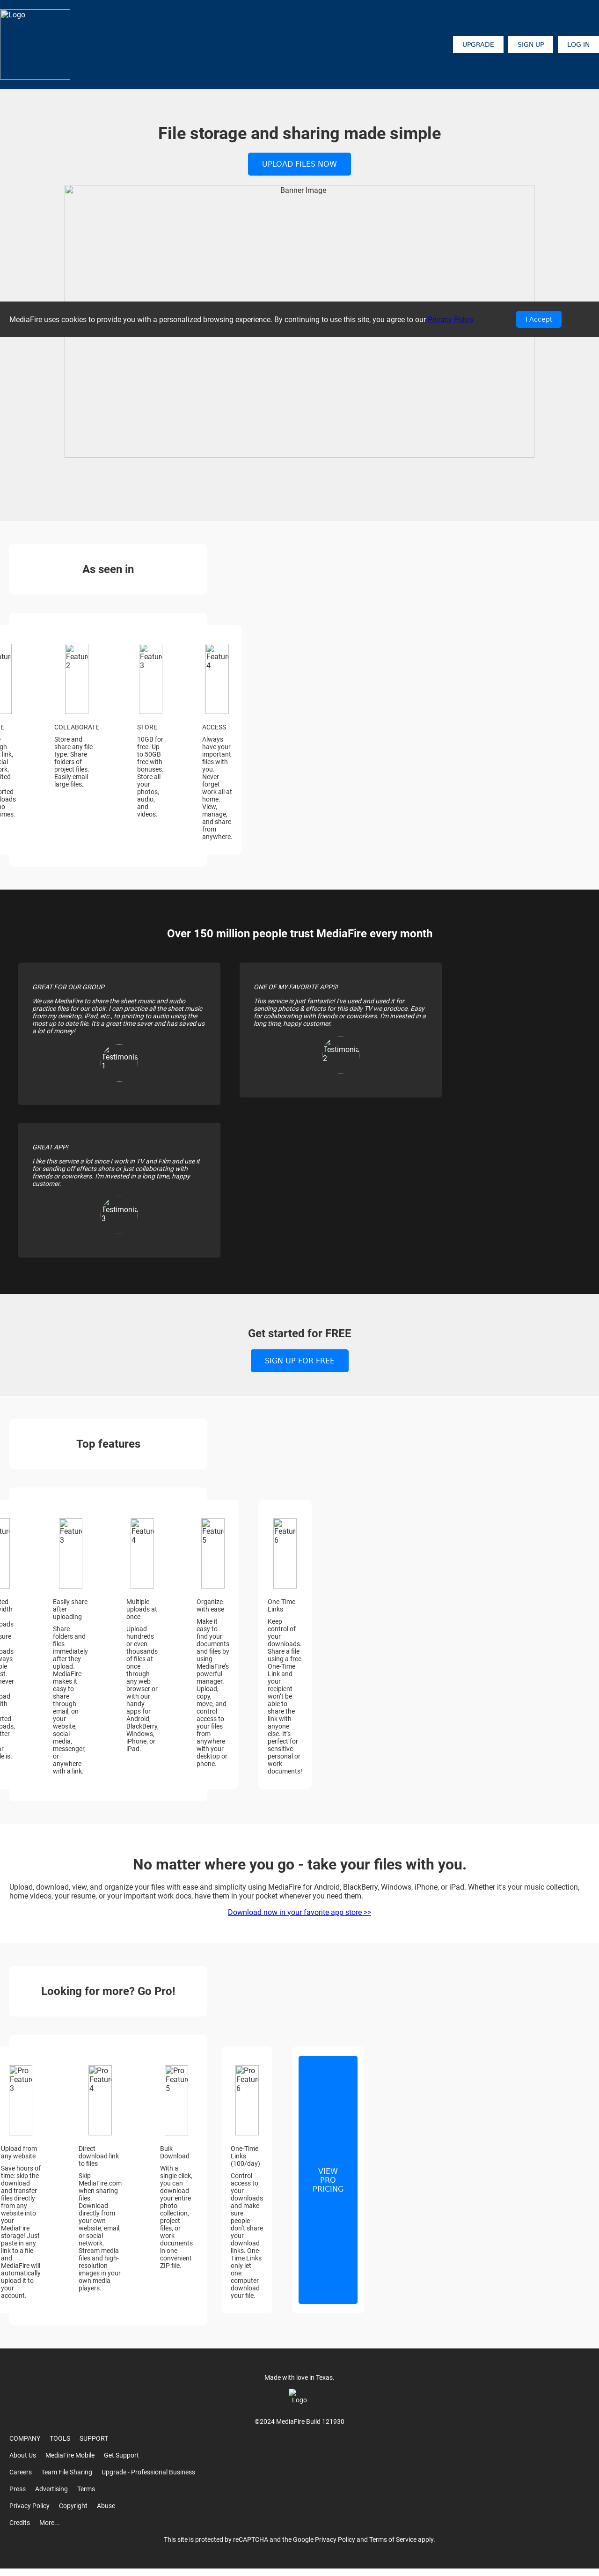 Logo
UPGRADE
SIGN UP
LOG IN
File storage and sharing made simple
UPLOAD FILES NOW
Banner Image
MediaFire uses cookies to provide you with a personalized browsing experience. By continuing to use this site, you agree to our Privacy Policy
I Accept
As seen in
COLLABORATE
Store and
share any file
type. Share
folders of
project files.
Easily email
large files.
Feature
2
STORE
10GB for
free. Up
to 50GB
free with
bonuses.
Store all
your
photos,
audio,
and
videos.
Feature
3
ACCESS
Always
have your
important
files with
you.
Never
forget
work all at
home.
View,
manage,
and share
from
anywhere.
Feature
4
Over 150 million people trust MediaFire every month
GREAT FOR OUR GROUP
We use MediaFire to share the sheet music and audio
practice files for our choir. I can practice all the sheet music
from my desktop, iPad, etc., to printing to audio using the
most up to date file. It's a great time saver and has saved us
a lot of money!
Testimonial
1
ONE OF MY FAVORITE APPS!
This service is just fantastic! I've used and used it for
sending photos & effects for this daily TV we produce. Easy
for collaborating with friends or coworkers. I'm invested in a
long time, happy customer.
Testimonial
2
GREAT APP!
I like this service a lot since I work in TV and Film and use it
for sending off effects shots or just collaborating with
friends or coworkers. I'm invested in a long time, happy
customer.
Testimonial
3
Get started for FREE
SIGN UP FOR FREE
Top features
Feature
3
Easily share
after
uploading
Share
folders and
files
immediately
after they
upload.
MediaFire
makes it
easy to
share
through
email, on
your
website,
social
media,
messenger,
or
anywhere
with a link.
Feature
4
Multiple
uploads at
once
Upload
hundreds
or even
thousands
of files at
once
through
any web
browser or
with our
handy
apps for
Android,
BlackBerry,
Windows,
iPhone, or
iPad.
Feature
5
Organize
with ease
Make it
easy to
find your
documents
and files by
using
MediaFire's
powerful
manager.
Upload,
copy,
move, and
control
access to
your files
from
anywhere
with your
desktop or
phone.
Feature
6
One-Time
Links
Keep
control of
your
downloads.
Share a file
using a free
One-Time
Link and
your
recipient
won't be
able to
share the
link with
anyone
else. It's
perfect for
sensitive
personal or
work
documents!
No matter where you go - take your files with you.
Upload, download, view, and organize your files with ease and simplicity using MediaFire for Android, BlackBerry, Windows, iPhone, or iPad. Whether it's your music collection,
home videos, your resume, or your important work docs, have them in your pocket whenever you need them.
Download now in your favorite app store >>
Looking for more? Go Pro!
Pro
Feature
3
Upload from
any website
Save hours of
time: skip the
download
and transfer
files directly
from any
website into
your
MediaFire
storage! Just
paste in any
link to a file
and
MediaFire will
automatically
upload it to
your
account.
Pro
Feature
4
Direct
download link
to files
Skip
MediaFire.com
when sharing
files.
Download
directly from
your own
website, email,
or social
network.
Stream media
files and high-
resolution
images in your
own media
players.
Pro
Feature
5
Bulk
Download
With a
single click,
you can
download
your entire
photo
collection,
project
files, or
work
documents
in one
convenient
ZIP file.
Pro
Feature
6
One-Time
Links
(100/day)
Control
access to
your
downloads
and make
sure
people
don't share
your
download
links. One-
Time Links
only let
one
computer
download
your file.
VIEW
PRO
PRICING
Made with love in Texas.
Logo
©2024 MediaFire Build 121930
COMPANY TOOLS SUPPORT
About Us MediaFire Mobile Get Support
Careers Team File Sharing Upgrade - Professional Business
Press Advertising Terms
Privacy Policy Copyright Abuse
Credits More...
This site is protected by reCAPTCHA and the Google Privacy Policy and Terms of Service apply.